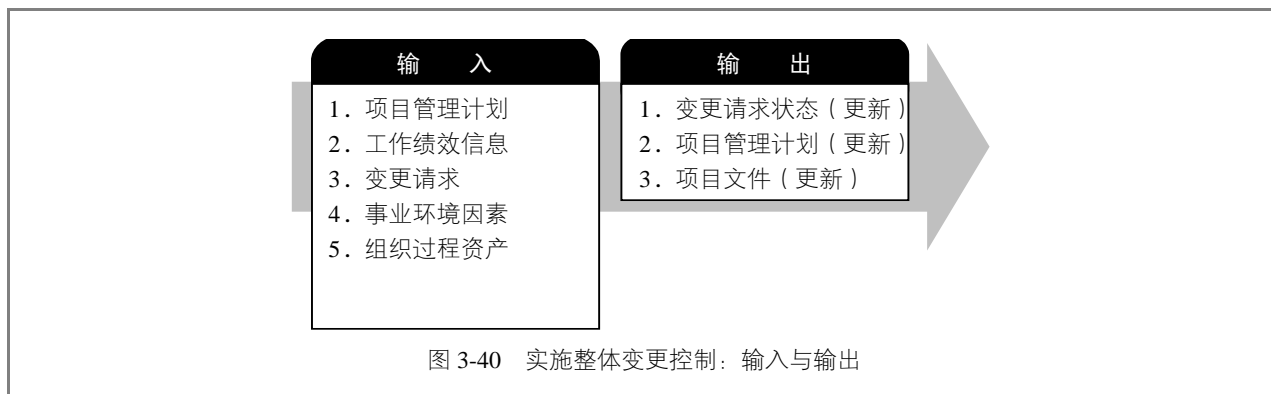 输 入
1. 项目管理计划
2. 工作绩效信息
3. 变更请求
4. 事业环境因素
5. 组织过程资产
输 出
1. 变更请求状态（更新）
2. 项目管理计划（更新）
3. 项目文件（更新）
图 3-40 实施整体变更控制：输入与输出